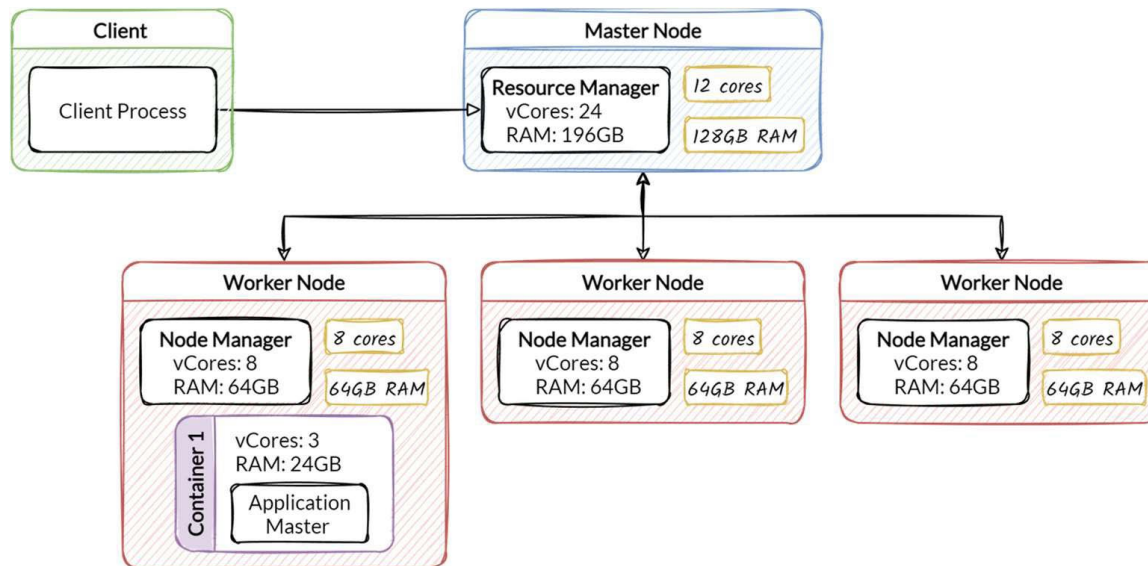 Client
Client Process
Master Node
Resource Manager
vCores: 24
RAM: 196GB
12 cores
128GB RAM
Worker Node
Node Manager
vCores: 8
RAM: 64GB
8 cores
64GB RAM
Container 1
vCores: 3
RAM: 24GB
Application
Master
Worker Node
Node Manager
vCores: 8
RAM: 64GB
8 cores
64GB RAM
Worker Node
Node Manager
vCores: 8
RAM: 64GB
8 cores
64GB RAM